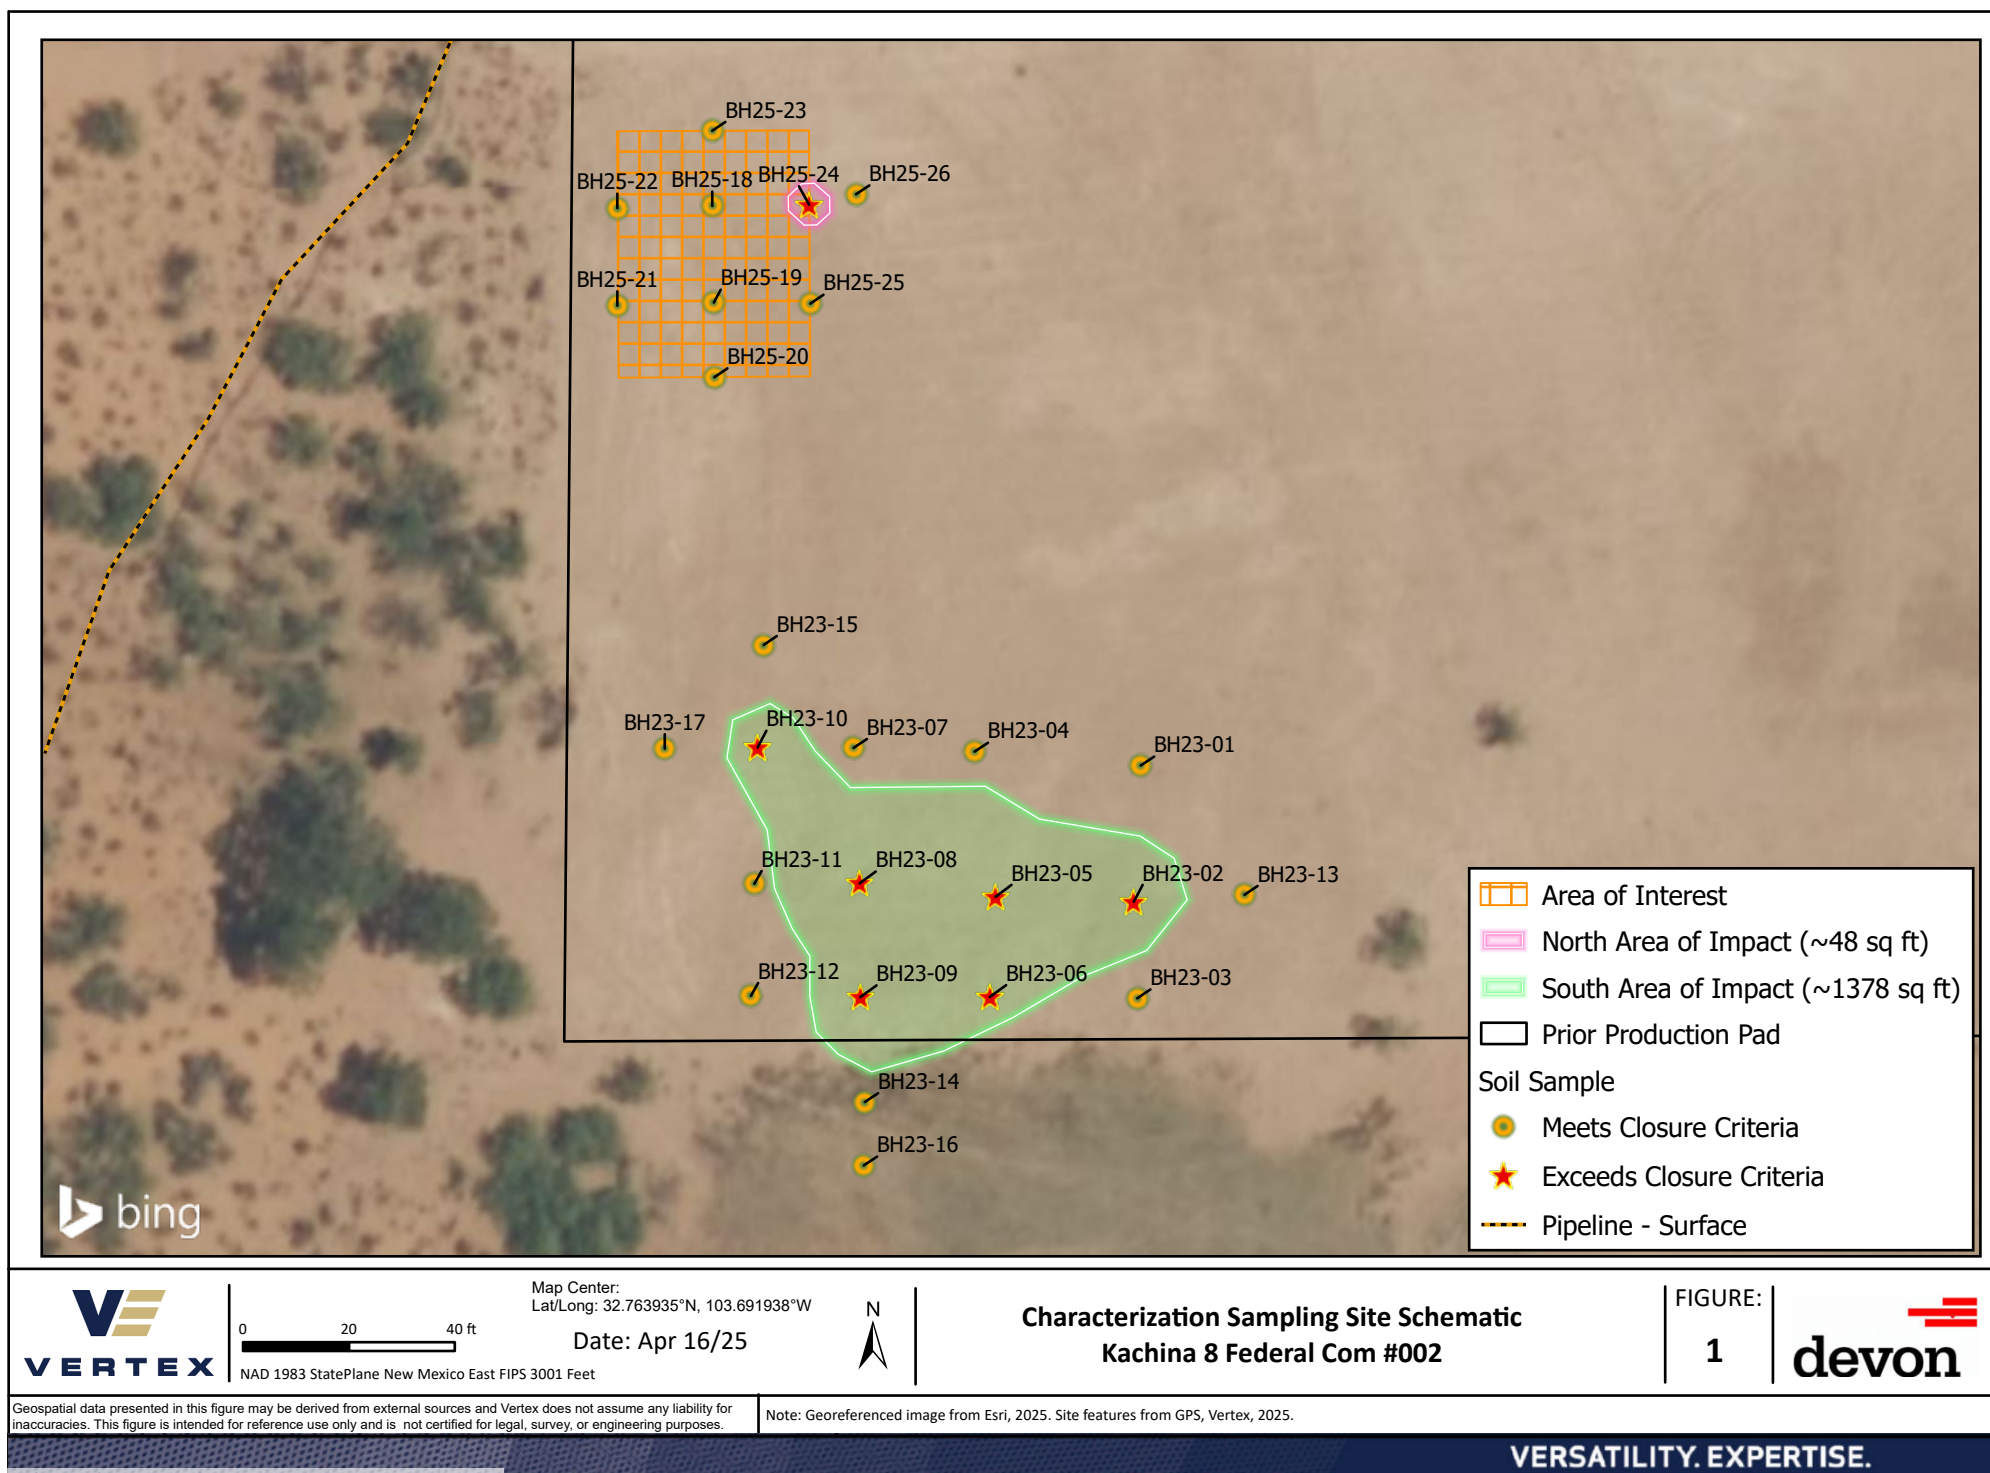 BH25-23
BH25-22
BH25-18
BH25-24
BH25-26
BH25-21
BH25-19
BH25-25
BH25-20
BH23-15
BH23-17
BH23-10
BH23-07
BH23-04
BH23-01
BH23-11
BH23-08
BH23-05
BH23-02
BH23-13
BH23-12
BH23-09
BH23-06
BH23-03
BH23-14
BH23-16
Area of Interest
North Area of Impact (~48 sq ft)
South Area of Impact (~1378 sq ft)
Prior Production Pad
Soil Sample
Meets Closure Criteria
Exceeds Closure Criteria
Pipeline - Surface
bing
VERTEX
0 20 40 ft
NAD 1983 StatePlane New Mexico East FIPS 3001 Feet
Map Center:
Lat/Long: 32.763935°N, 103.691938°W
Date: Apr 16/25
N
Characterization Sampling Site Schematic
Kachina 8 Federal Com #002
FIGURE:
1
devon
Geospatial data presented in this figure may be derived from external sources and Vertex does not assume any liability for
inaccuracies. This figure is intended for reference use only and is not certified for legal, survey, or engineering purposes.
Note: Georeferenced image from Esri, 2025. Site features from GPS, Vertex, 2025.
VERSATILITY. EXPERTISE.